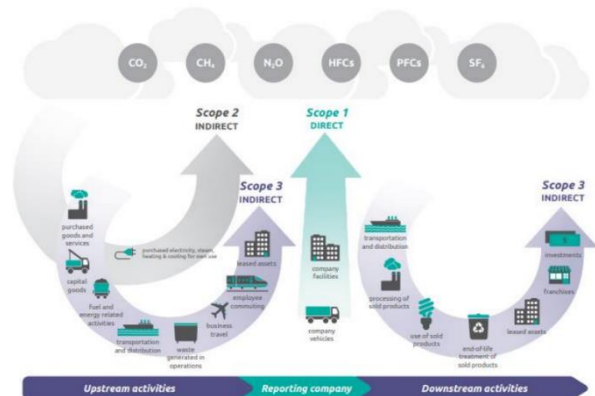 CO₂
CH₄
N₂O
HFCs
PFCs
SF₆
Scope 2
INDIRECT
Scope 1
DIRECT
Scope 3
INDIRECT
Scope 3
INDIRECT
purchased
goods and
services
capital
goods
fuel and
energy related
activities
transportation
and distribution
waste
generated in
operations
business
travel
employee
commuting
leased assets
purchased electricity, steam,
heating & cooling for own use
company
facilities
company
vehicles
transportation
and distribution
processing of
sold products
use of sold
products
end-of-life
treatment of
sold products
leased assets
franchises
investments
Upstream activities
Reporting company
Downstream activities